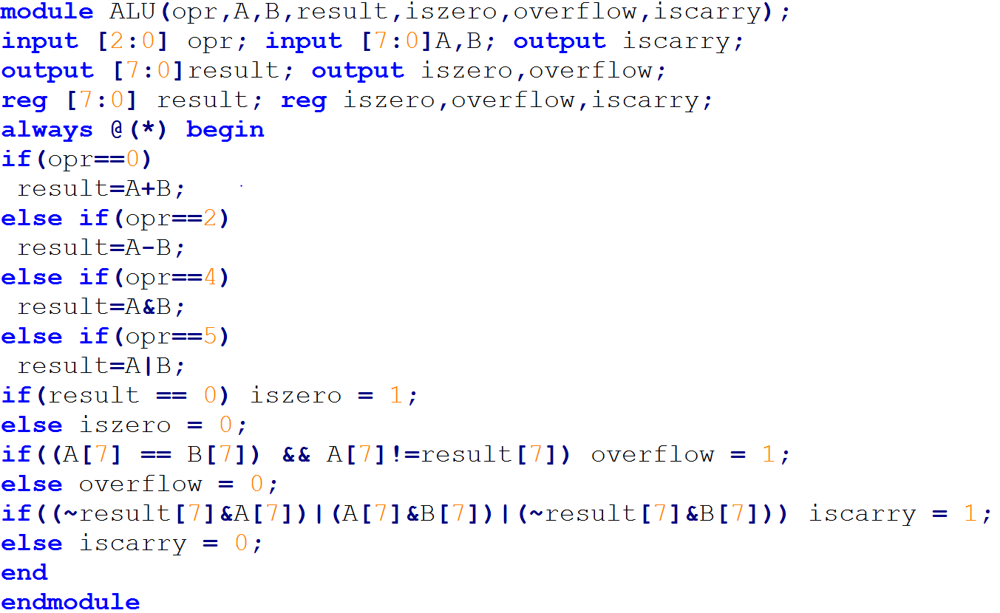 module ALU(opr,A,B,result,iszero,overflow,iscarry);
input [2:0] opr; input [7:0]A,B; output iscarry;
output [7:0]result; output iszero,overflow;
reg [7:0] result; reg iszero,overflow,iscarry;
always @(*) begin
if(opr==0)
 result=A+B;
else if(opr==2)
 result=A-B;
else if(opr==4)
 result=A&B;
else if(opr==5)
 result=A|B;
if(result == 0) iszero = 1;
else iszero = 0;
if((A[7] == B[7]) && A[7]!=result[7]) overflow = 1;
else overflow = 0;
if((~result[7]&A[7])|(A[7]&B[7])|(~result[7]&B[7])) iscarry = 1;
else iscarry = 0;
end
endmodule